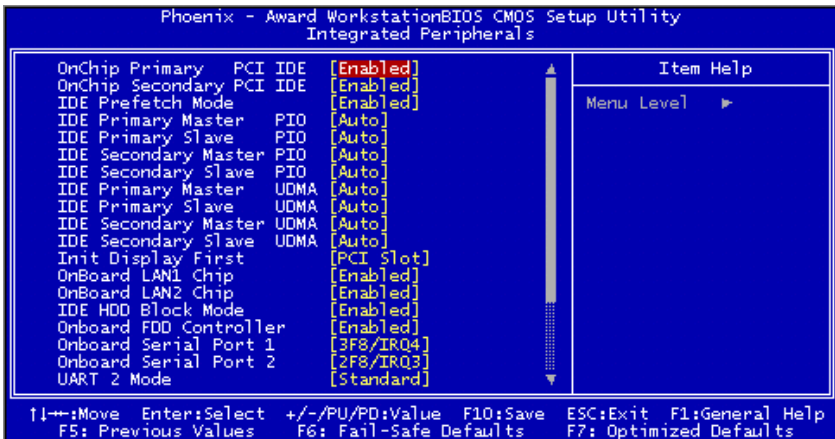 Phoenix - Award WorkstationBIOS CMOS Setup Utility
Integrated Peripherals
OnChip Primary PCI IDE [Enabled]
OnChip Secondary PCI IDE [Enabled]
IDE Prefetch Mode [Enabled]
IDE Primary Master PIO [Auto]
IDE Primary Slave PIO [Auto]
IDE Secondary Master PIO [Auto]
IDE Secondary Slave PIO [Auto]
IDE Primary Master UDMA [Auto]
IDE Primary Slave UDMA [Auto]
IDE Secondary Master UDMA [Auto]
IDE Secondary Slave UDMA [Auto]
Init Display First [PCI Slot]
OnBoard LAN1 Chip [Enabled]
OnBoard LAN2 Chip [Enabled]
IDE HDD Block Mode [Enabled]
Onboard FDD Controller [Enabled]
Onboard Serial Port 1 [3F8/IRQ4]
Onboard Serial Port 2 [2F8/IRQ3]
UART 2 Mode [Standard]
Item Help
Menu Level ►
↑↓→←:Move Enter:Select +/-/PU/PD:Value F10:Save ESC:Exit F1:General Help
F5: Previous Values F6: Fail-Safe Defaults F7: Optimized Defaults